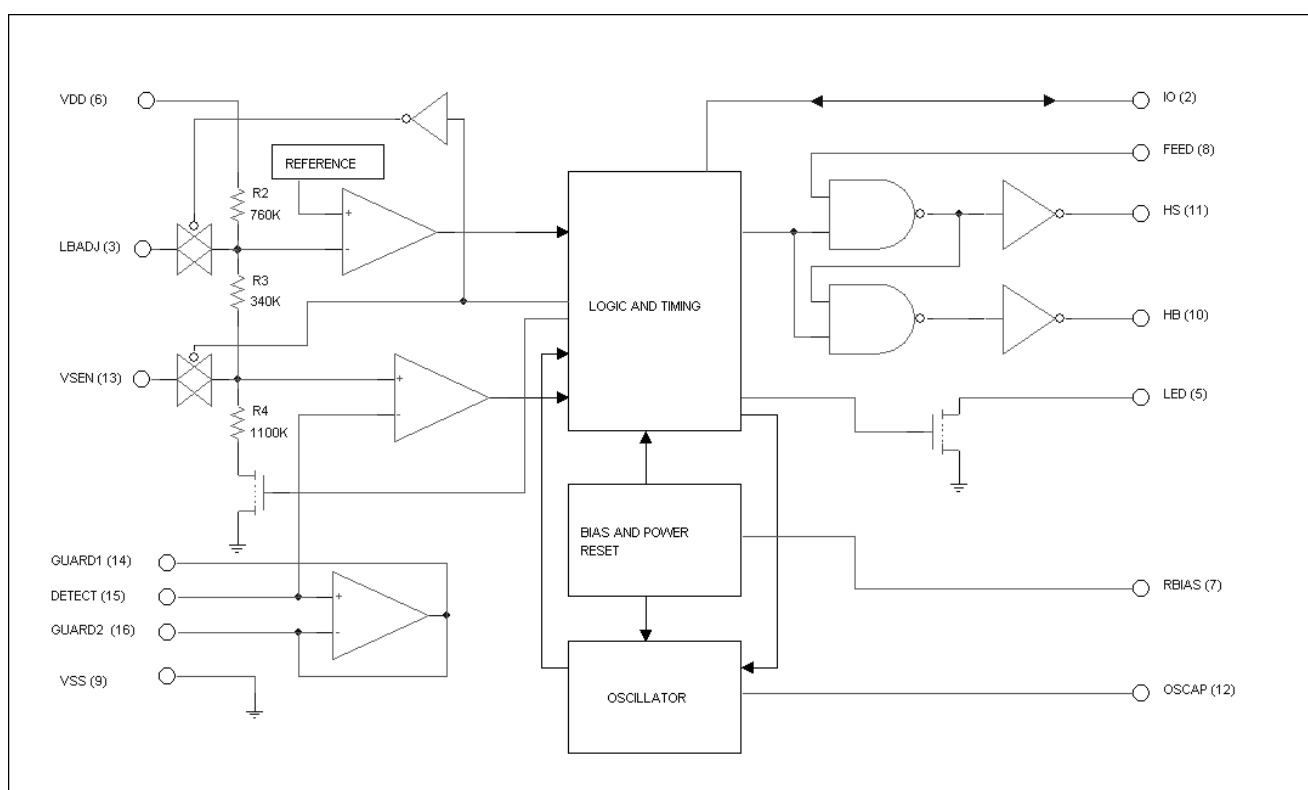 VDD (6)
REFERENCE
R2
760K
+
-
LBADJ (3)
R3
340K
LOGIC AND TIMING
VSEN (13)
+
-
R4
1100K
BIAS AND POWER
RESET
GUARD1 (14)
DETECT (15)
+
GUARD2 (16)
-
VSS (9)
OSCILLATOR
IO (2)
FEED (8)
HS (11)
HB (10)
LED (5)
RBIAS (7)
OSCAP (12)